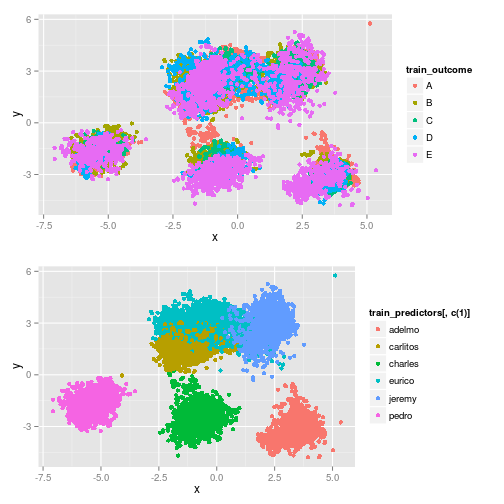 6
3
0
-3
y
-7.5 -5.0 -2.5 0.0 2.5 5.0
x
train_outcome
A
B
C
D
E
6
3
0
-3
y
-7.5 -5.0 -2.5 0.0 2.5 5.0
x
train_predictors[, c(1)]
adelmo
carlitos
charles
eurico
jeremy
pedro